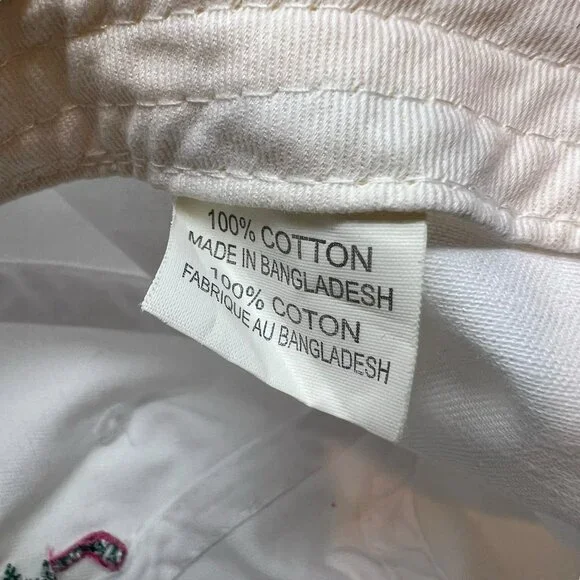 100% COTTON
MADE IN BANGLADESH
100% COTON
FABRIQUE AU BANGLADESH